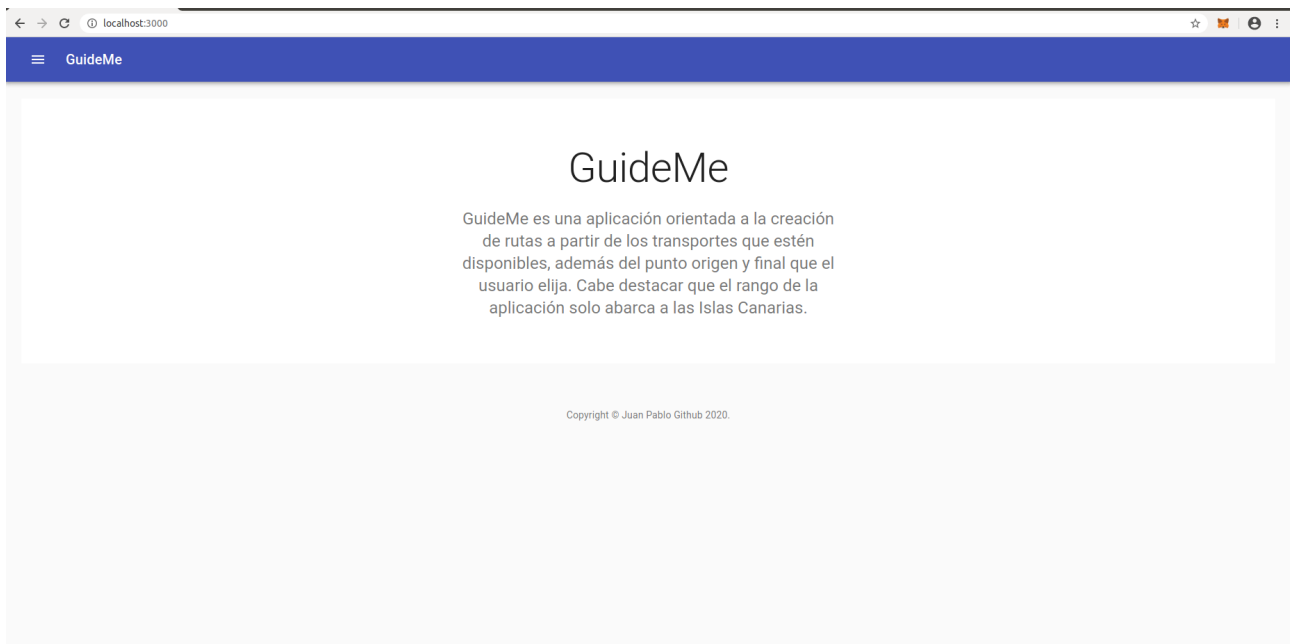 localhost:3000
GuideMe
GuideMe
GuideMe es una aplicación orientada a la creación
de rutas a partir de los transportes que estén
disponibles, además del punto origen y final que el
usuario elija. Cabe destacar que el rango de la
aplicación solo abarca a las Islas Canarias.
Copyright © Juan Pablo Github 2020.